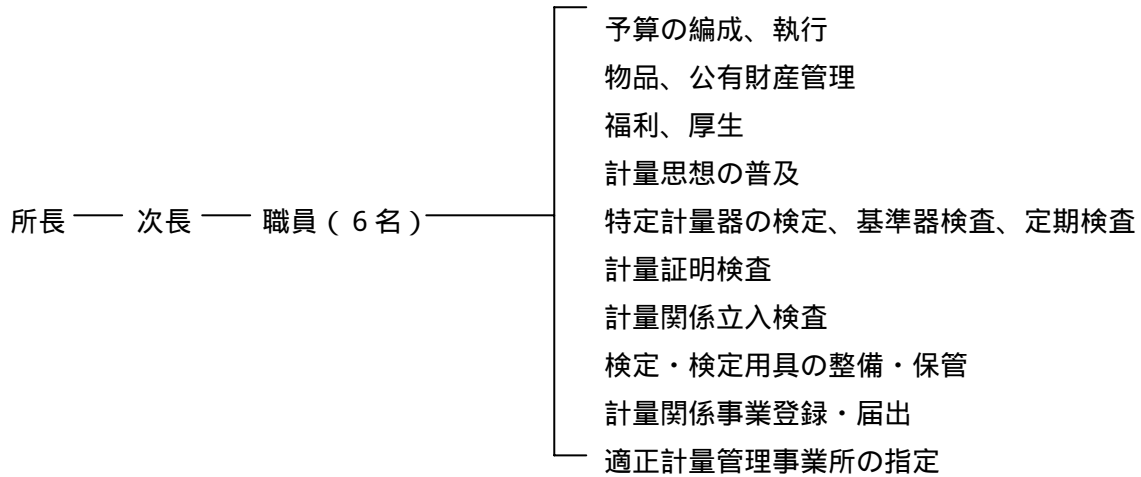 予算の編成、執行
物品、公有財産管理
福利、厚生
計量思想の普及
所長 次長 職員(6名) 特定計量器の検定、基準器検査、定期検査
計量証明検査
計量関係立入検査
検定・検定用具の整備・保管
計量関係事業登録・届出
適正計量管理事業所の指定